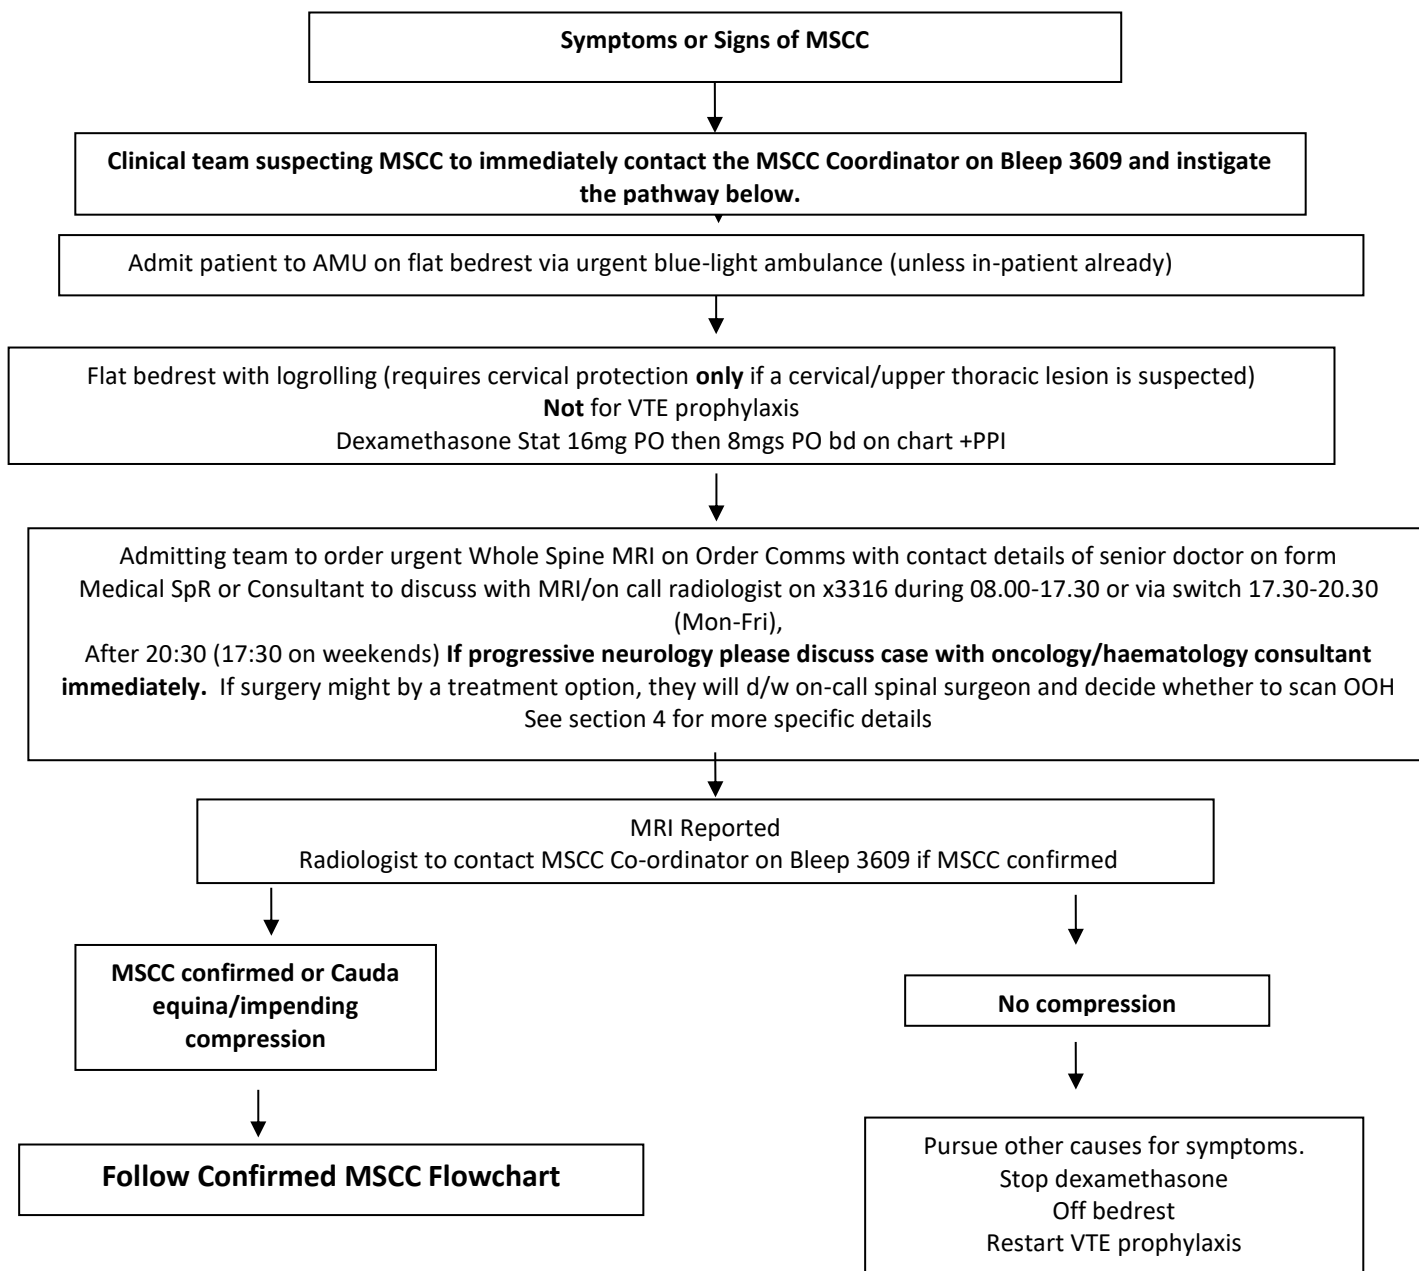 Symptoms or Signs of MSCC
Clinical team suspecting MSCC to immediately contact the MSCC Coordinator on Bleep 3609 and instigate
the pathway below.
Admit patient to AMU on flat bedrest via urgent blue-light ambulance (unless in-patient already)
Flat bedrest with logrolling (requires cervical protection only if a cervical/upper thoracic lesion is suspected)
Not for VTE prophylaxis
Dexamethasone Stat 16mg PO then 8mgs PO bd on chart +PPI
Admitting team to order urgent Whole Spine MRI on Order Comms with contact details of senior doctor on form
Medical SpR or Consultant to discuss with MRI/on call radiologist on x3316 during 08.00-17.30 or via switch 17.30-20.30
(Mon-Fri),
After 20:30 (17:30 on weekends) If progressive neurology please discuss case with oncology/haematology consultant
immediately. If surgery might by a treatment option, they will d/w on-call spinal surgeon and decide whether to scan OOH
See section 4 for more specific details
MRI Reported
Radiologist to contact MSCC Co-ordinator on Bleep 3609 if MSCC confirmed
MSCC confirmed or Cauda
equina/impending
compression
No compression
Follow Confirmed MSCC Flowchart
Pursue other causes for symptoms.
Stop dexamethasone
Off bedrest
Restart VTE prophylaxis